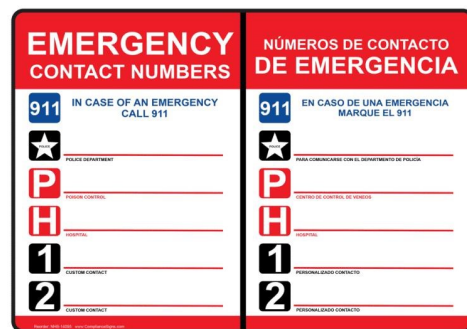 EMERGENCY
CONTACT NUMBERS
911
IN CASE OF AN EMERGENCY
CALL 911
POLICE
POLICE DEPARTMENT
P
POISON CONTROL
H
HOSPITAL
1
CUSTOM CONTACT
2
CUSTOM CONTACT
NÚMEROS DE CONTACTO
DE EMERGENCIA
911
EN CASO DE UNA EMERGENCIA
MARQUE EL 911
POLICE
PARA COMUNICARSE CON EL DEPARTMENTO DE POLICÍA
P
CENTRO DE CONTROL DE VENEOS
H
HOSPITAL
1
PERSONALIZADO CONTACTO
2
PERSONALIZADO CONTACTO
www.ComplianceSigns.com